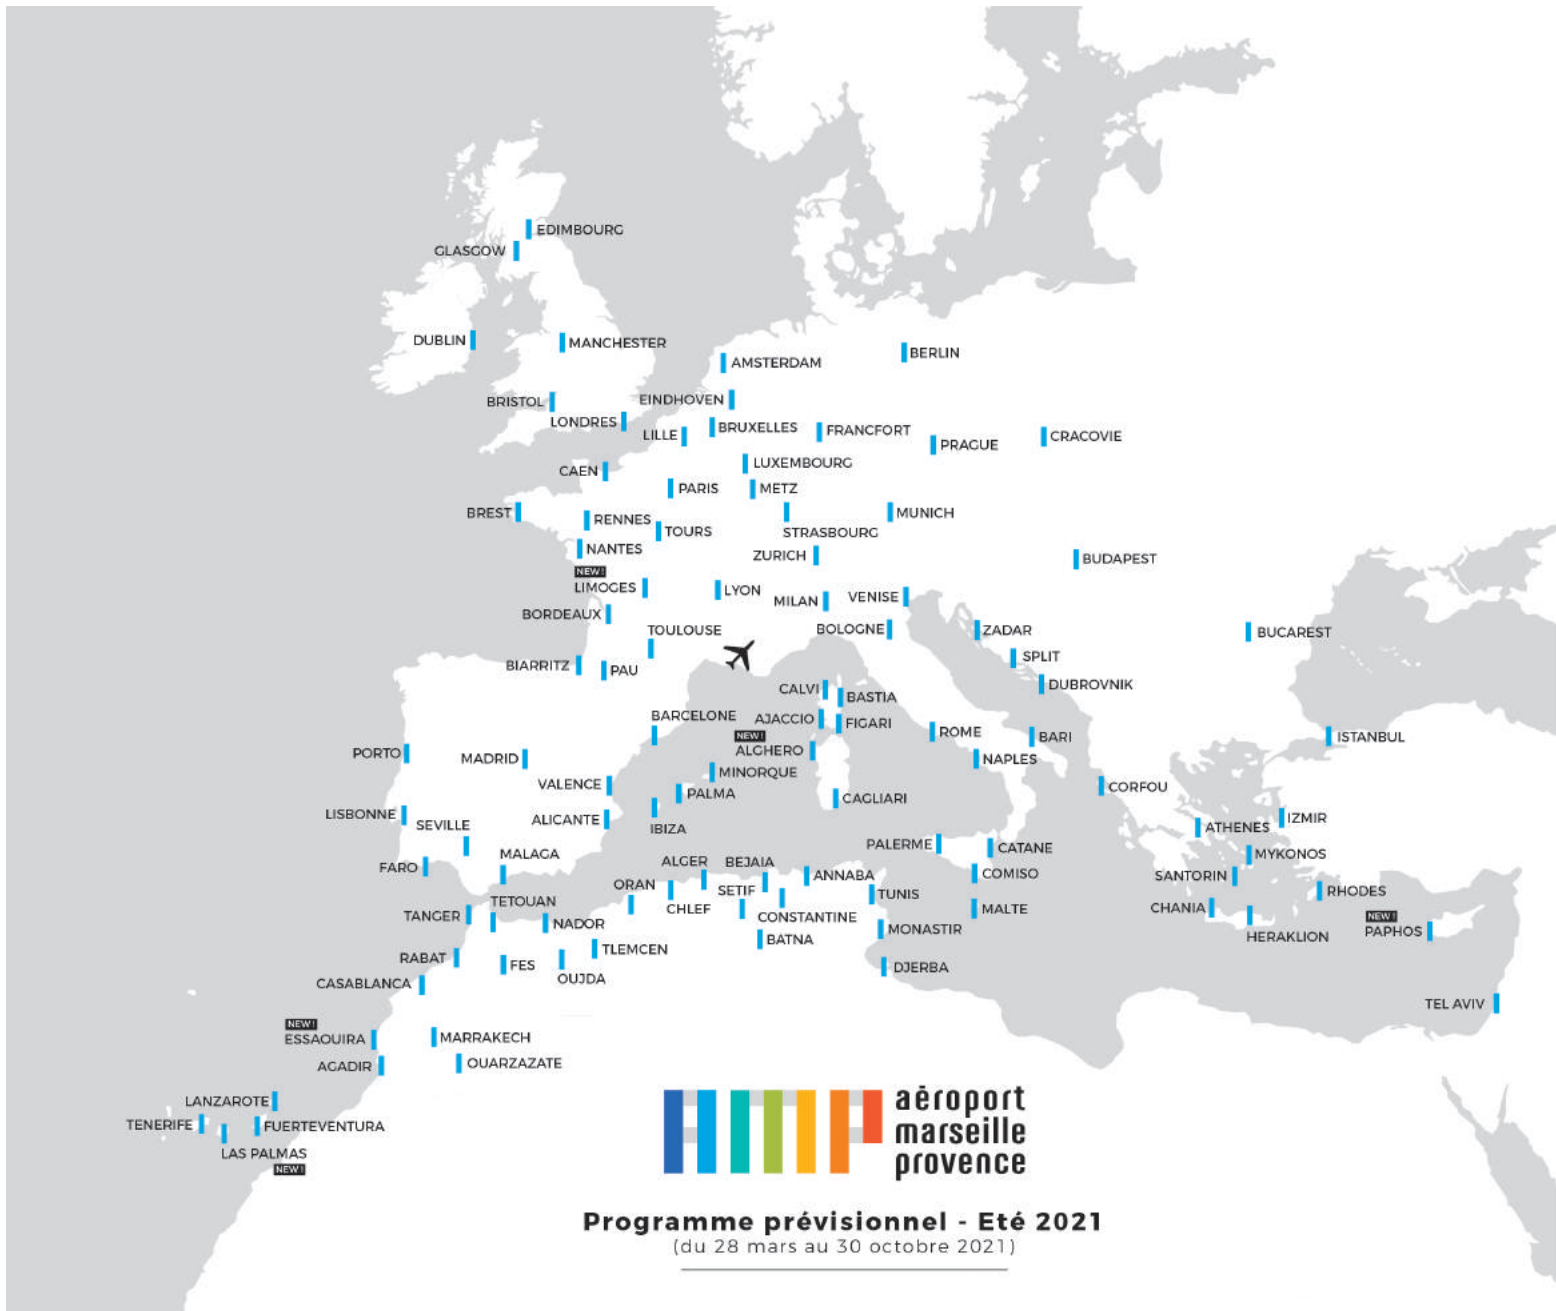 EDIMBOURG
GLASGOW
DUBLIN
MANCHESTER
AMSTERDAM
BERLIN
BRISTOL
EINDHOVEN
LONDRES
LILLE
BRUXELLES
FRANCFORT
PRAGUE
CRACOVIE
CAEN
LUXEMBOURG
PARIS
METZ
BREST
RENNES
TOURS
STRASBOURG
MUNICH
NANTES
ZURICH
BUDAPEST
NEW !
LIMOGES
LYON
MILAN
VENISE
BORDEAUX
TOULOUSE
BOLOGNE
ZADAR
BUCAREST
BIARRITZ
PAU
SPLIT
DUBROVNIK
CALVI
BASTIA
BARCELONE
AJACCIO
FIGARI
NEW !
ALGHERO
ROME
BARI
ISTANBUL
PORTO
MADRID
NAPLES
MINORQUE
VALENCE
PALMA
CAGLIARI
CORFOU
LISBONNE
SEVILLE
ALICANTE
IBIZA
ATHENES
IZMIR
PALERME
CATANE
MYKONOS
FARO
MALAGA
ALGER
BEJAIA
ANNABA
COMISO
SANTORIN
ORAN
SETIF
TUNIS
RHODES
TETOUAN
CHLEF
CONSTANTINE
MALTE
CHANIA
TANGER
NADOR
MONASTIR
HERAKLION
NEW !
PAPHOS
BATNA
TLEMCEN
RABAT
FES
OUJDA
DJERBA
CASABLANCA
TEL AVIV
NEW !
ESSAOUIRA
MARRAKECH
AGADIR
OUARZAZATE
LANZAROTE
TENERIFE
FUERTEVENTURA
LAS PALMAS
NEW !
amp
aéroport
marseille
provence
Programme prévisionnel - Eté 2021
(du 28 mars au 30 octobre 2021)